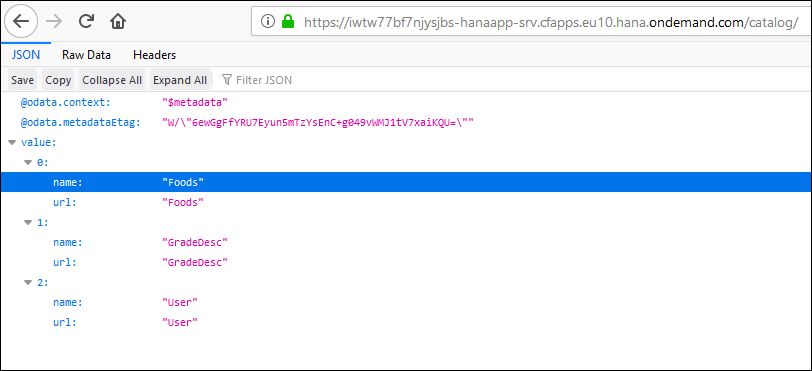 https://iwtw77bf7njysjbs-hanaapp-srv.cfapps.eu10.hana.ondemand.com/catalog/
JSON Raw Data Headers
Save Copy Collapse All Expand All Filter JSON
@odata.context: "$metadata"
@odata.metadataEtag: "W/\"6ewGgFfYRU7Eyun5mTzYsEnC+g049vWMJ1tV7xaiKQU=\""
value:
0:
name: "Foods"
url: "Foods"
1:
name: "GradeDesc"
url: "GradeDesc"
2:
name: "User"
url: "User"